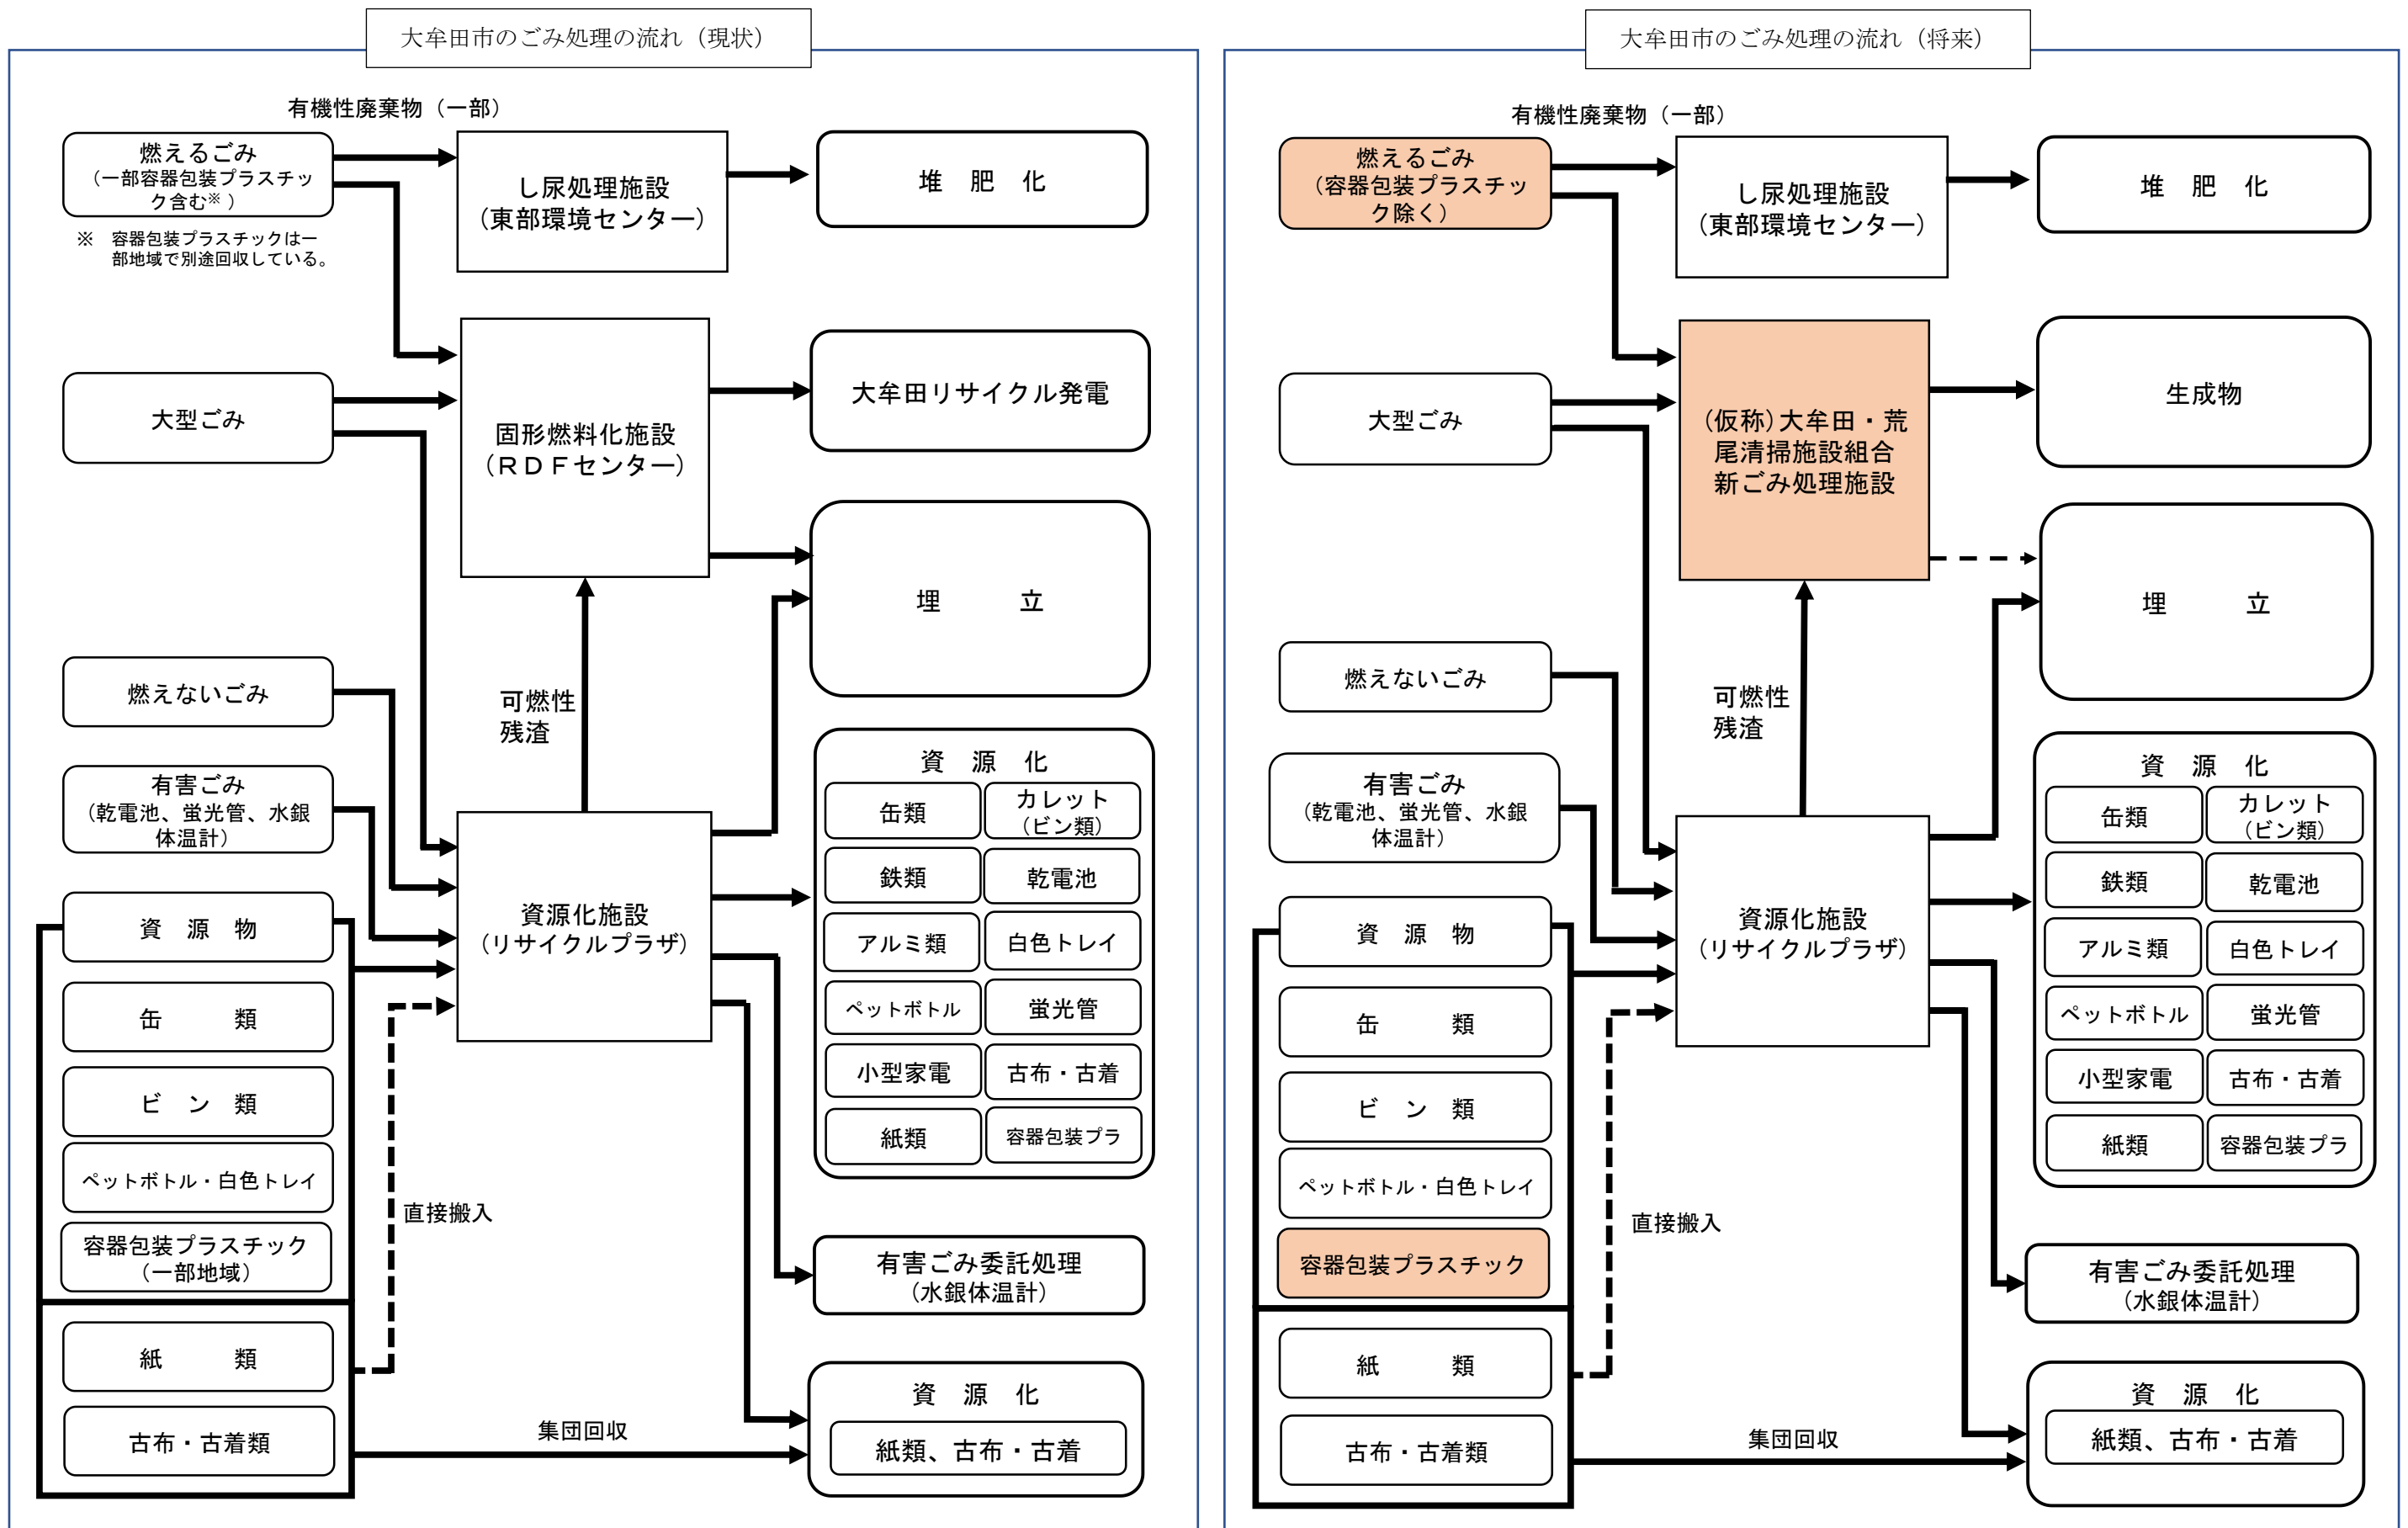 大牟田市のごみ処理の流れ（現状）
有機性廃棄物（一部）
燃えるごみ
（一部容器包装プラスチッ
ク含む※）
※　容器包装プラスチックは一
部地域で別途回収している。
し尿処理施設
（東部環境センター）
堆　肥　化
大型ごみ
固形燃料化施設
（ＲＤＦセンター）
大牟田リサイクル発電
埋　　　立
燃えないごみ
可燃性
残渣
有害ごみ
（乾電池、蛍光管、水銀
体温計）
資　源　物
缶　　　類
ビ　ン　類
ペットボトル・白色トレイ
容器包装プラスチック
（一部地域）
紙　　　類
古布・古着類
資源化施設
（リサイクルプラザ）
直接搬入
集団回収
資　源　化
缶類
カレット
（ビン類）
鉄類
乾電池
アルミ類
白色トレイ
ペットボトル
蛍光管
小型家電
古布・古着
紙類
容器包装プラ
有害ごみ委託処理
（水銀体温計）
資　源　化
紙類、古布・古着
大牟田市のごみ処理の流れ（将来）
有機性廃棄物（一部）
燃えるごみ
（容器包装プラスチッ
ク除く）
し尿処理施設
（東部環境センター）
堆　肥　化
大型ごみ
（仮称）大牟田・荒
尾清掃施設組合
新ごみ処理施設
生成物
埋　　　立
燃えないごみ
可燃性
残渣
有害ごみ
（乾電池、蛍光管、水銀
体温計）
資　源　物
缶　　　類
ビ　ン　類
ペットボトル・白色トレイ
容器包装プラスチック
紙　　　類
古布・古着類
資源化施設
（リサイクルプラザ）
直接搬入
集団回収
資　源　化
缶類
カレット
（ビン類）
鉄類
乾電池
アルミ類
白色トレイ
ペットボトル
蛍光管
小型家電
古布・古着
紙類
容器包装プラ
有害ごみ委託処理
（水銀体温計）
資　源　化
紙類、古布・古着